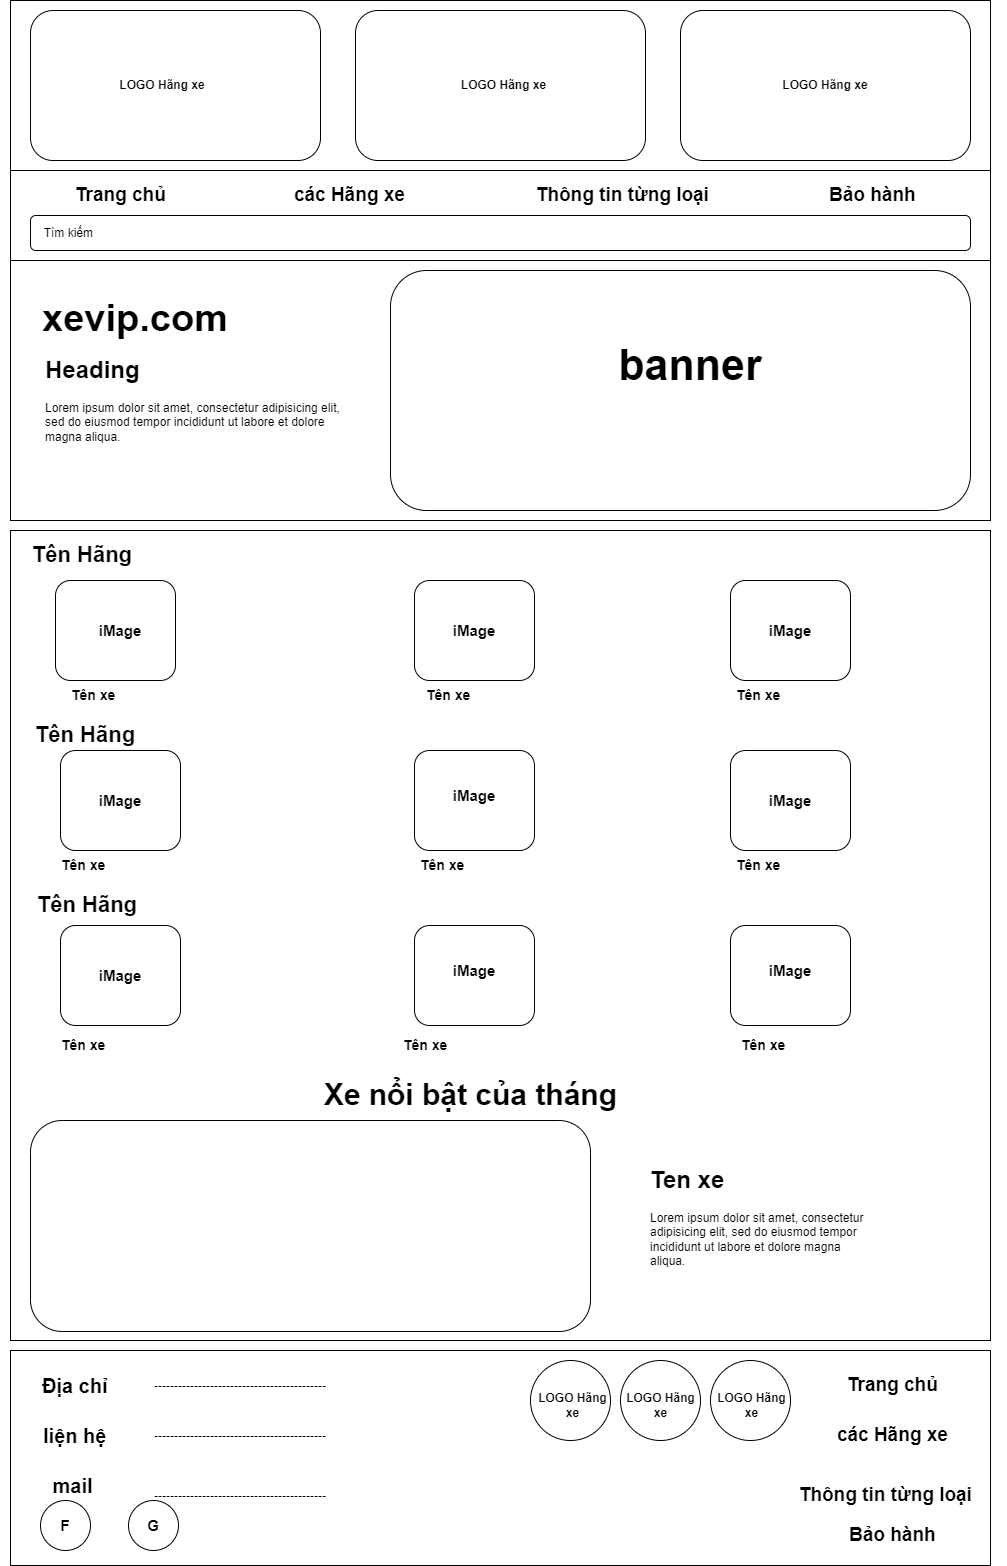 LOGO Hãng xe
LOGO Hãng xe
LOGO Hãng xe
Trang chủ
các Hãng xe
Thông tin từng loại
Bảo hành
Tìm kiếm
xevip.com
Heading
Lorem ipsum dolor sit amet, consectetur adipisicing elit,
sed do eiusmod tempor incididunt ut labore et dolore
magna aliqua.
banner
Tên Hãng
iMage
iMage
iMage
Tên xe
Tên xe
Tên xe
Tên Hãng
iMage
iMage
iMage
Tên xe
Tên xe
Tên xe
Tên Hãng
iMage
iMage
iMage
Tên xe
Tên xe
Tên xe
Xe nổi bật của tháng
Ten xe
Lorem ipsum dolor sit amet, consectetur
adipisicing elit, sed do eiusmod tempor
incididunt ut labore et dolore magna
aliqua.
Địa chỉ
-------------------------------------------
liện hệ
-------------------------------------------
mail
-------------------------------------------
F
G
LOGO Hãng
xe
LOGO Hãng
xe
LOGO Hãng
xe
Trang chủ
các Hãng xe
Thông tin từng loại
Bảo hành